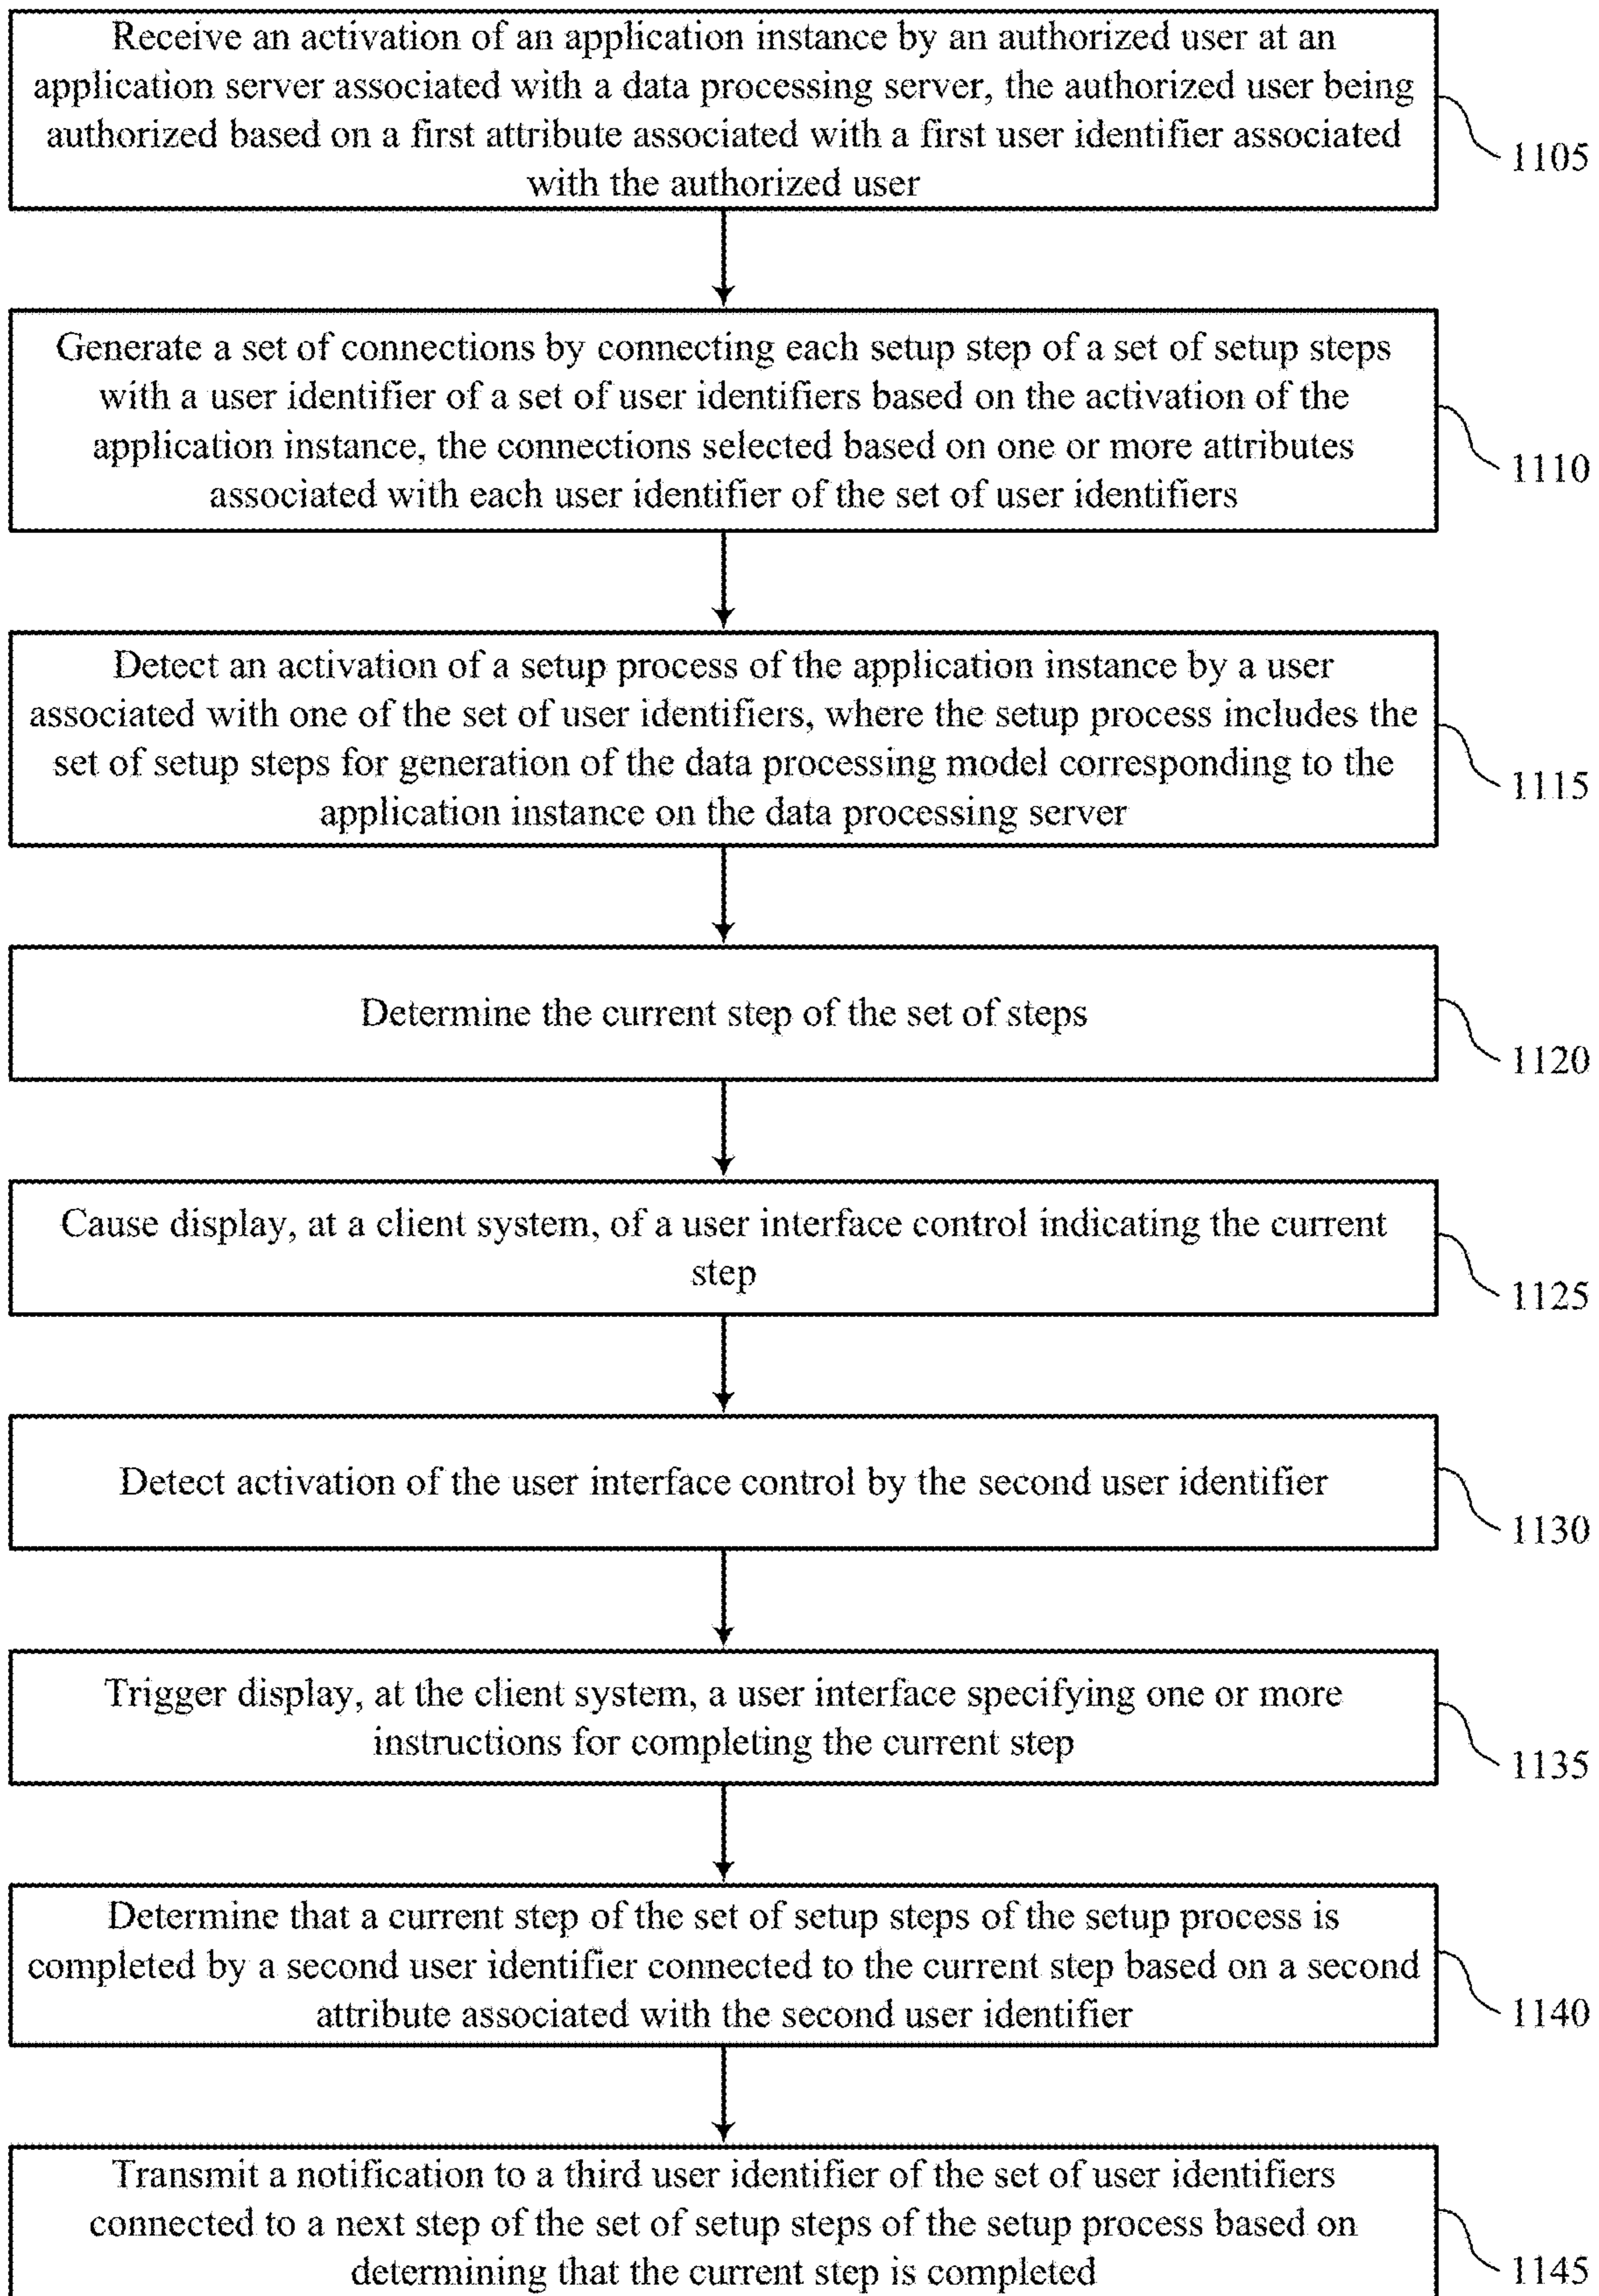 Receive an activation of an application instance by an authorized user at an
application server associated with a data processing server, the authorized user being
authorized based on a first attribute associated with a first user identifier associated
with the authorized user
1105
Generate a set of connections by connecting each setup step of a set of setup steps
with a user identifier of a set of user identifiers based on the activation of the
application instance, the connections selected based on one or more attributes
associated with each user identifier of the set of user identifiers
1110
Detect an activation of a setup process of the application instance by a user
associated with one of the set of user identifiers, where the setup process includes the
set of setup steps for generation of the data processing model corresponding to the
application instance on the data processing server
1115
Determine the current step of the set of steps
1120
Cause display, at a client system, of a user interface control indicating the current
step
1125
Detect activation of the user interface control by the second user identifier
1130
Trigger display, at the client system, a user interface specifying one or more
instructions for completing the current step
1135
Determine that a current step of the set of setup steps of the setup process is
completed by a second user identifier connected to the current step based on a second
attribute associated with the second user identifier
1140
Transmit a notification to a third user identifier of the set of user identifiers
connected to a next step of the set of setup steps of the setup process based on
determining that the current step is completed
1145